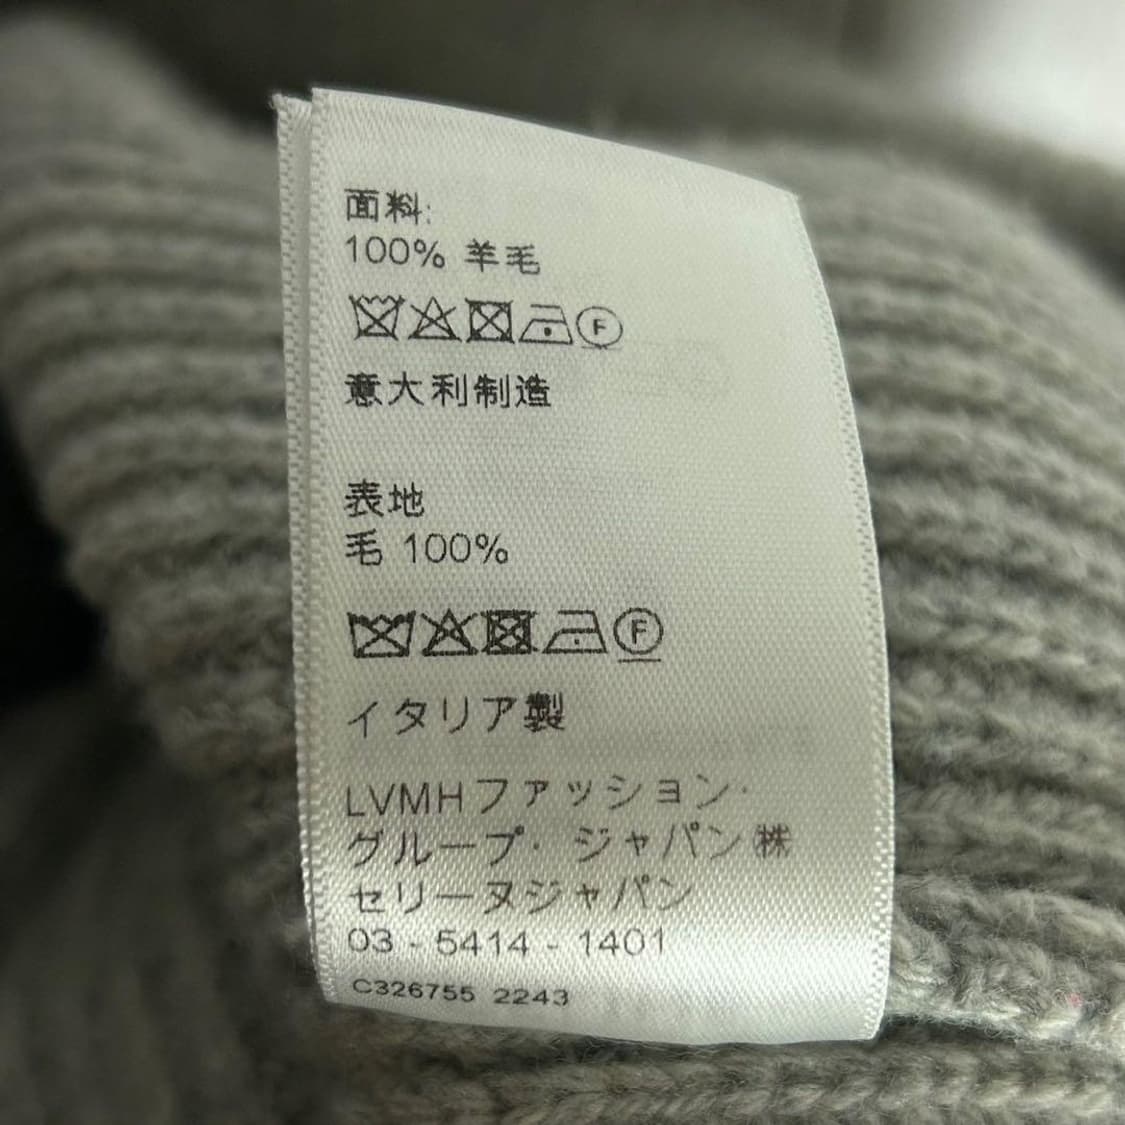 面料:
100% 羊毛
F
意大利制造
表地
毛 100%
F
イタリア製
LVMHファッション・
グループ・ジャパン㈱
セリーヌジャパン
03 - 5414 - 1401
C326755 2243